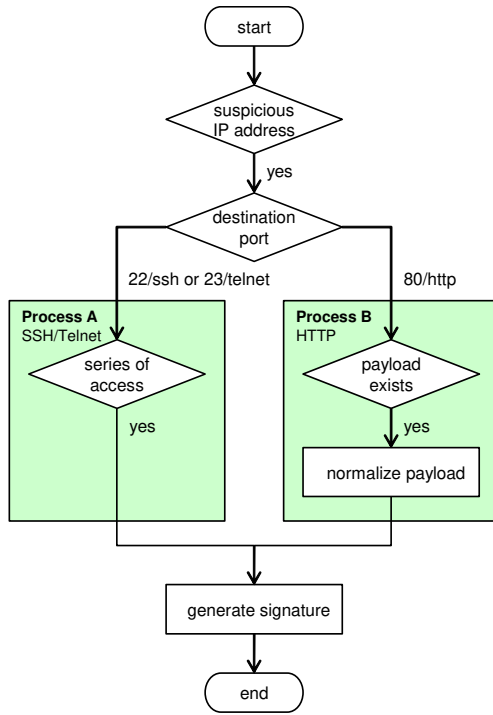 start
suspicious
IP address
yes
destination
port
22/ssh or 23/telnet
80/http
Process A
SSH/Telnet
series of
access
yes
Process B
HTTP
payload
exists
yes
normalize payload
generate signature
end